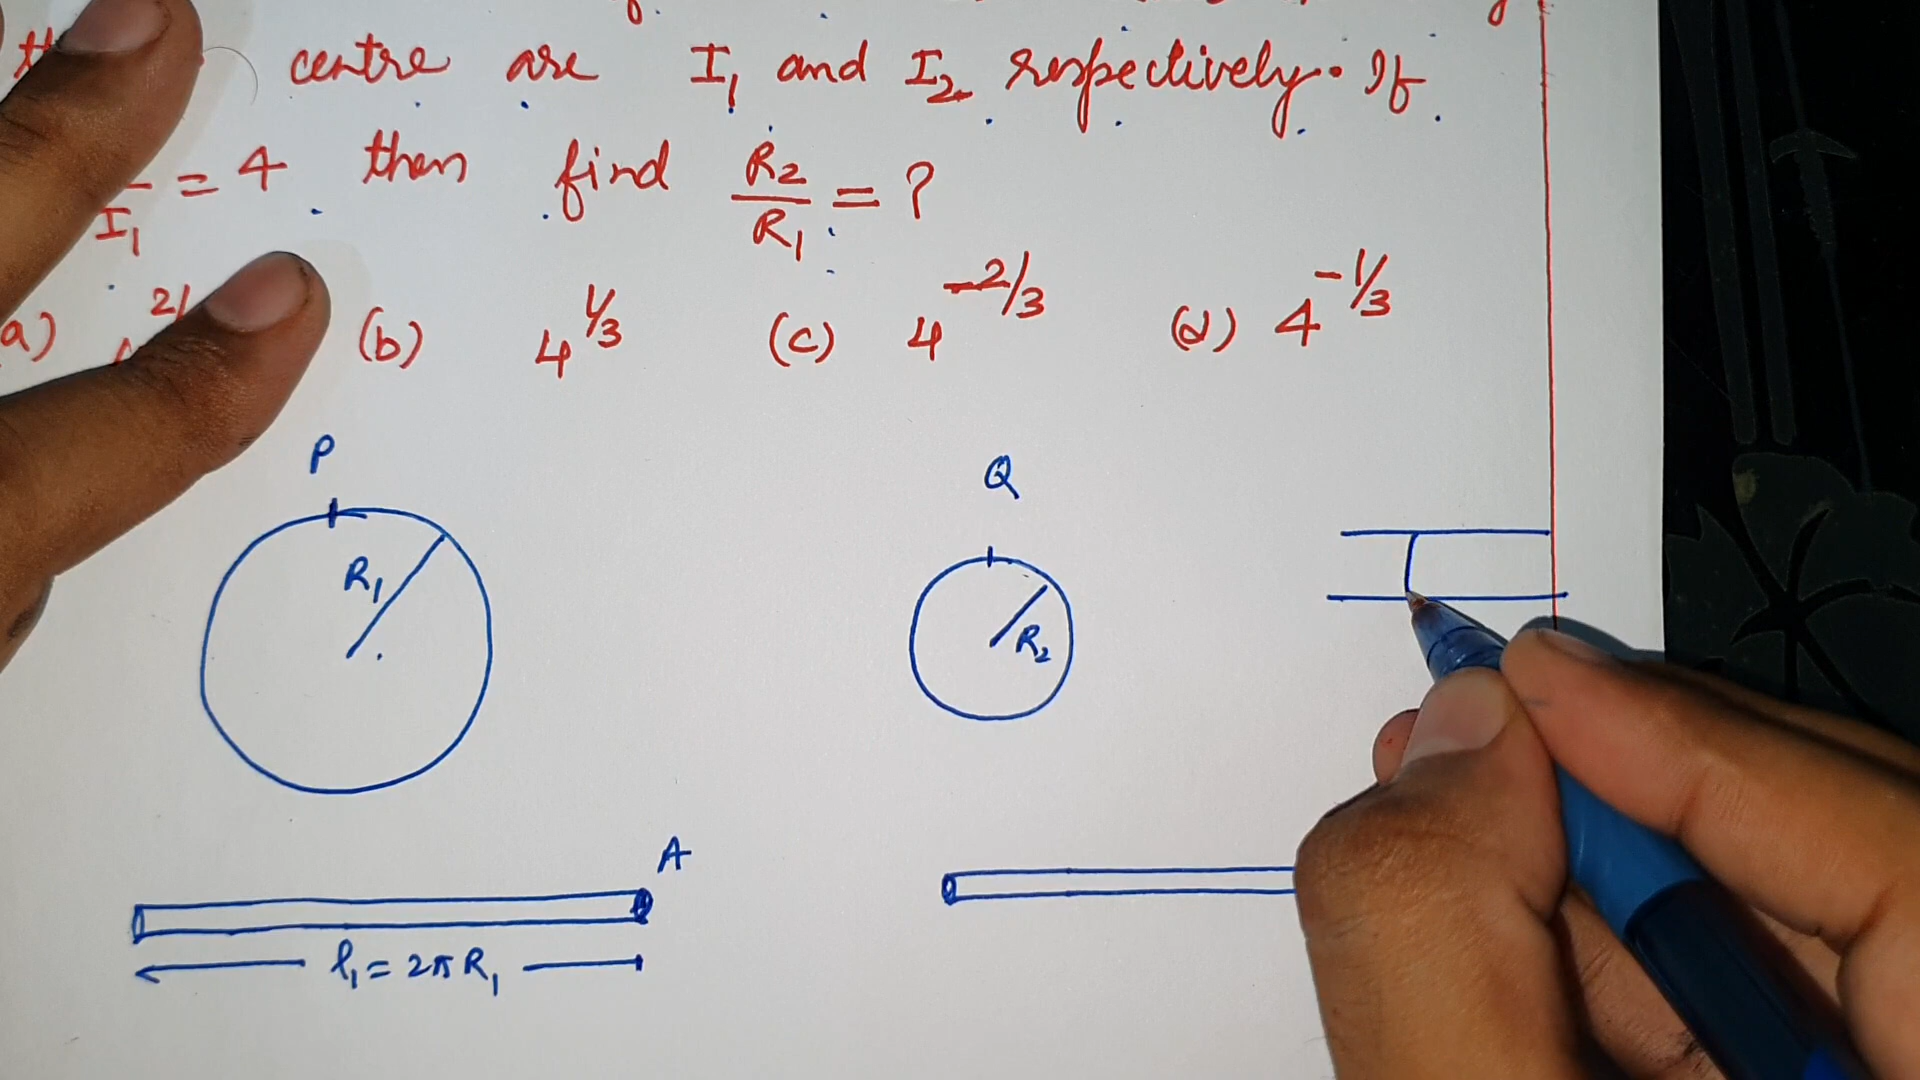 centre are I₁ and I₂ respectively. If
I₁ = 4 then find R₂/R₁ = ?
a) (b) 4^1/3 (c) 4^-2/3 (d) 4^-1/3
P
Q
R₁
R₂
A
l₁ = 2πR₁